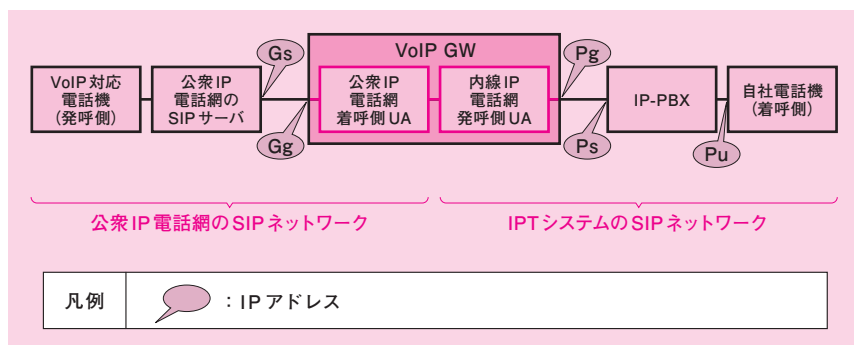 VoIP GW
Gs
Pg
VoIP対応
電話機
(発呼側)
公衆IP
電話網の
SIPサーバ
公衆IP
電話網
着呼側UA
内線IP
電話網
発呼側UA
IP-PBX
自社電話機
(着呼側)
Gg
Ps
Pu
公衆IP電話網のSIPネットワーク
IPTシステムのSIPネットワーク
凡例
：IPアドレス